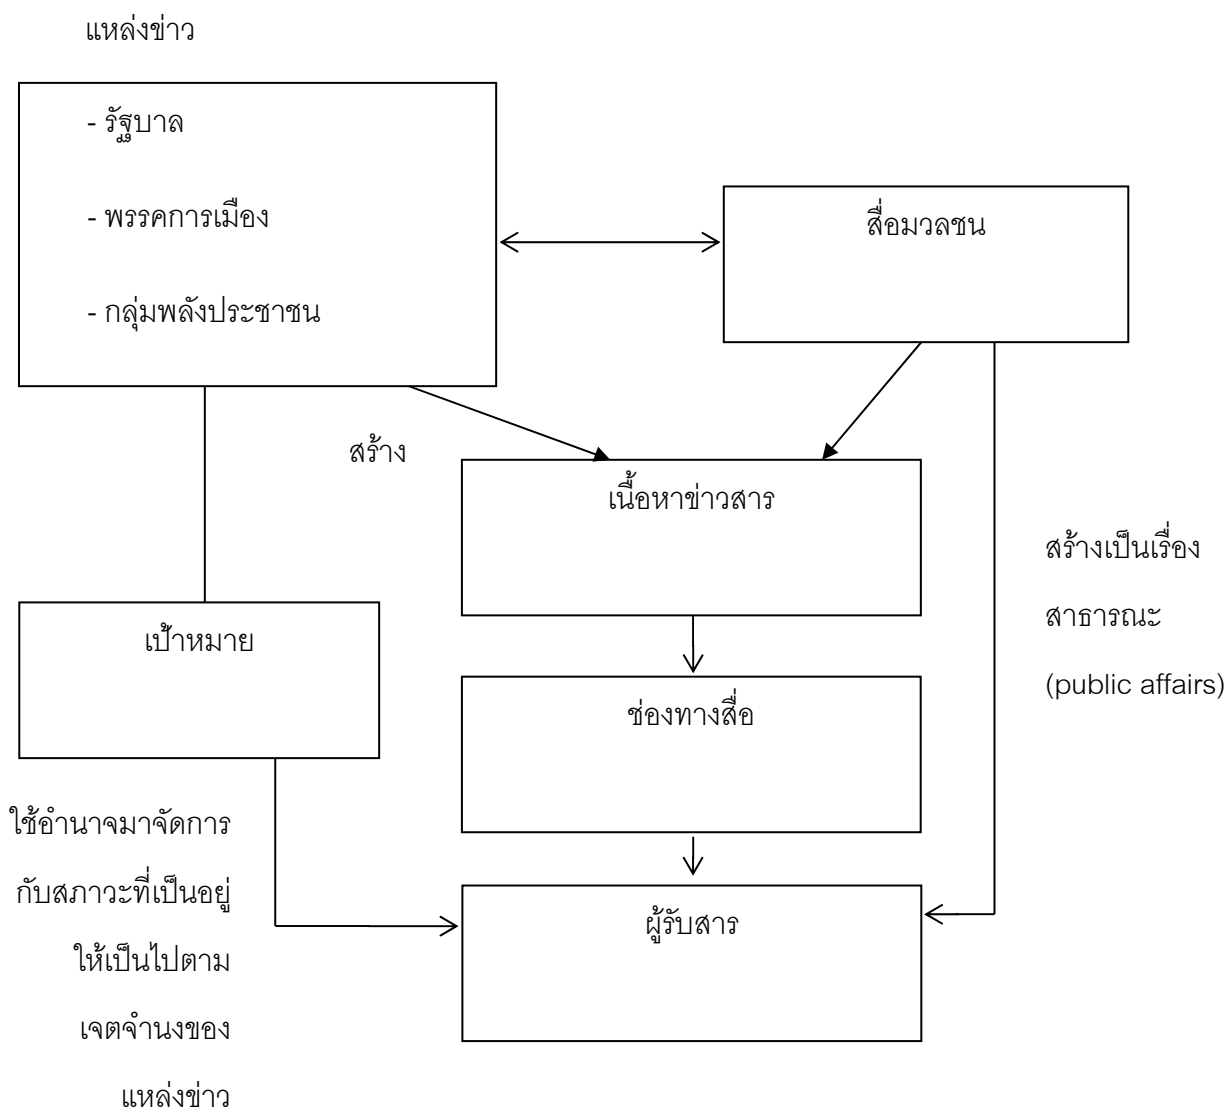 แหล่งข่าว
- รัฐบาล
- พรรคการเมือง
- กลุ่มพลังประชาชน
สื่อมวลชน
สร้าง
เนื้อหาข่าวสาร
สร้างเป็นเรื่อง
สาธารณะ
(public affairs)
เป้าหมาย
ช่องทางสื่อ
ใช้อำนาจมาจัดการ
กับสภาวะที่เป็นอยู่
ให้เป็นไปตาม
เจตจำนงของ
แหล่งข่าว
ผู้รับสาร